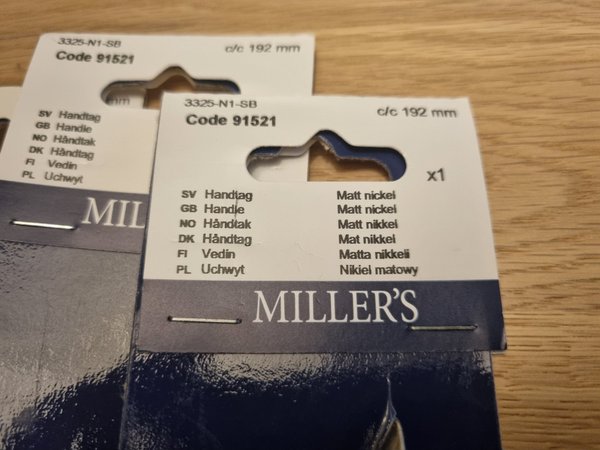 3325-N1-SB
c/c 192 mm
Code 91521
mm
SV Handtag
GB Handle
NO Håndtak
DK Håndtag
FI Vedin
PL Uchwyt
MIL
3325-N1-SB
c/c 192 mm
Code 91521
x1
SV Handtag Matt nickel
GB Handle Matt nickel
NO Håndtak Matt nikkel
DK Håndtag Mat nikkel
FI Vedin Matta nikkeli
PL Uchwyt Nikiel matowy
MILLER'S